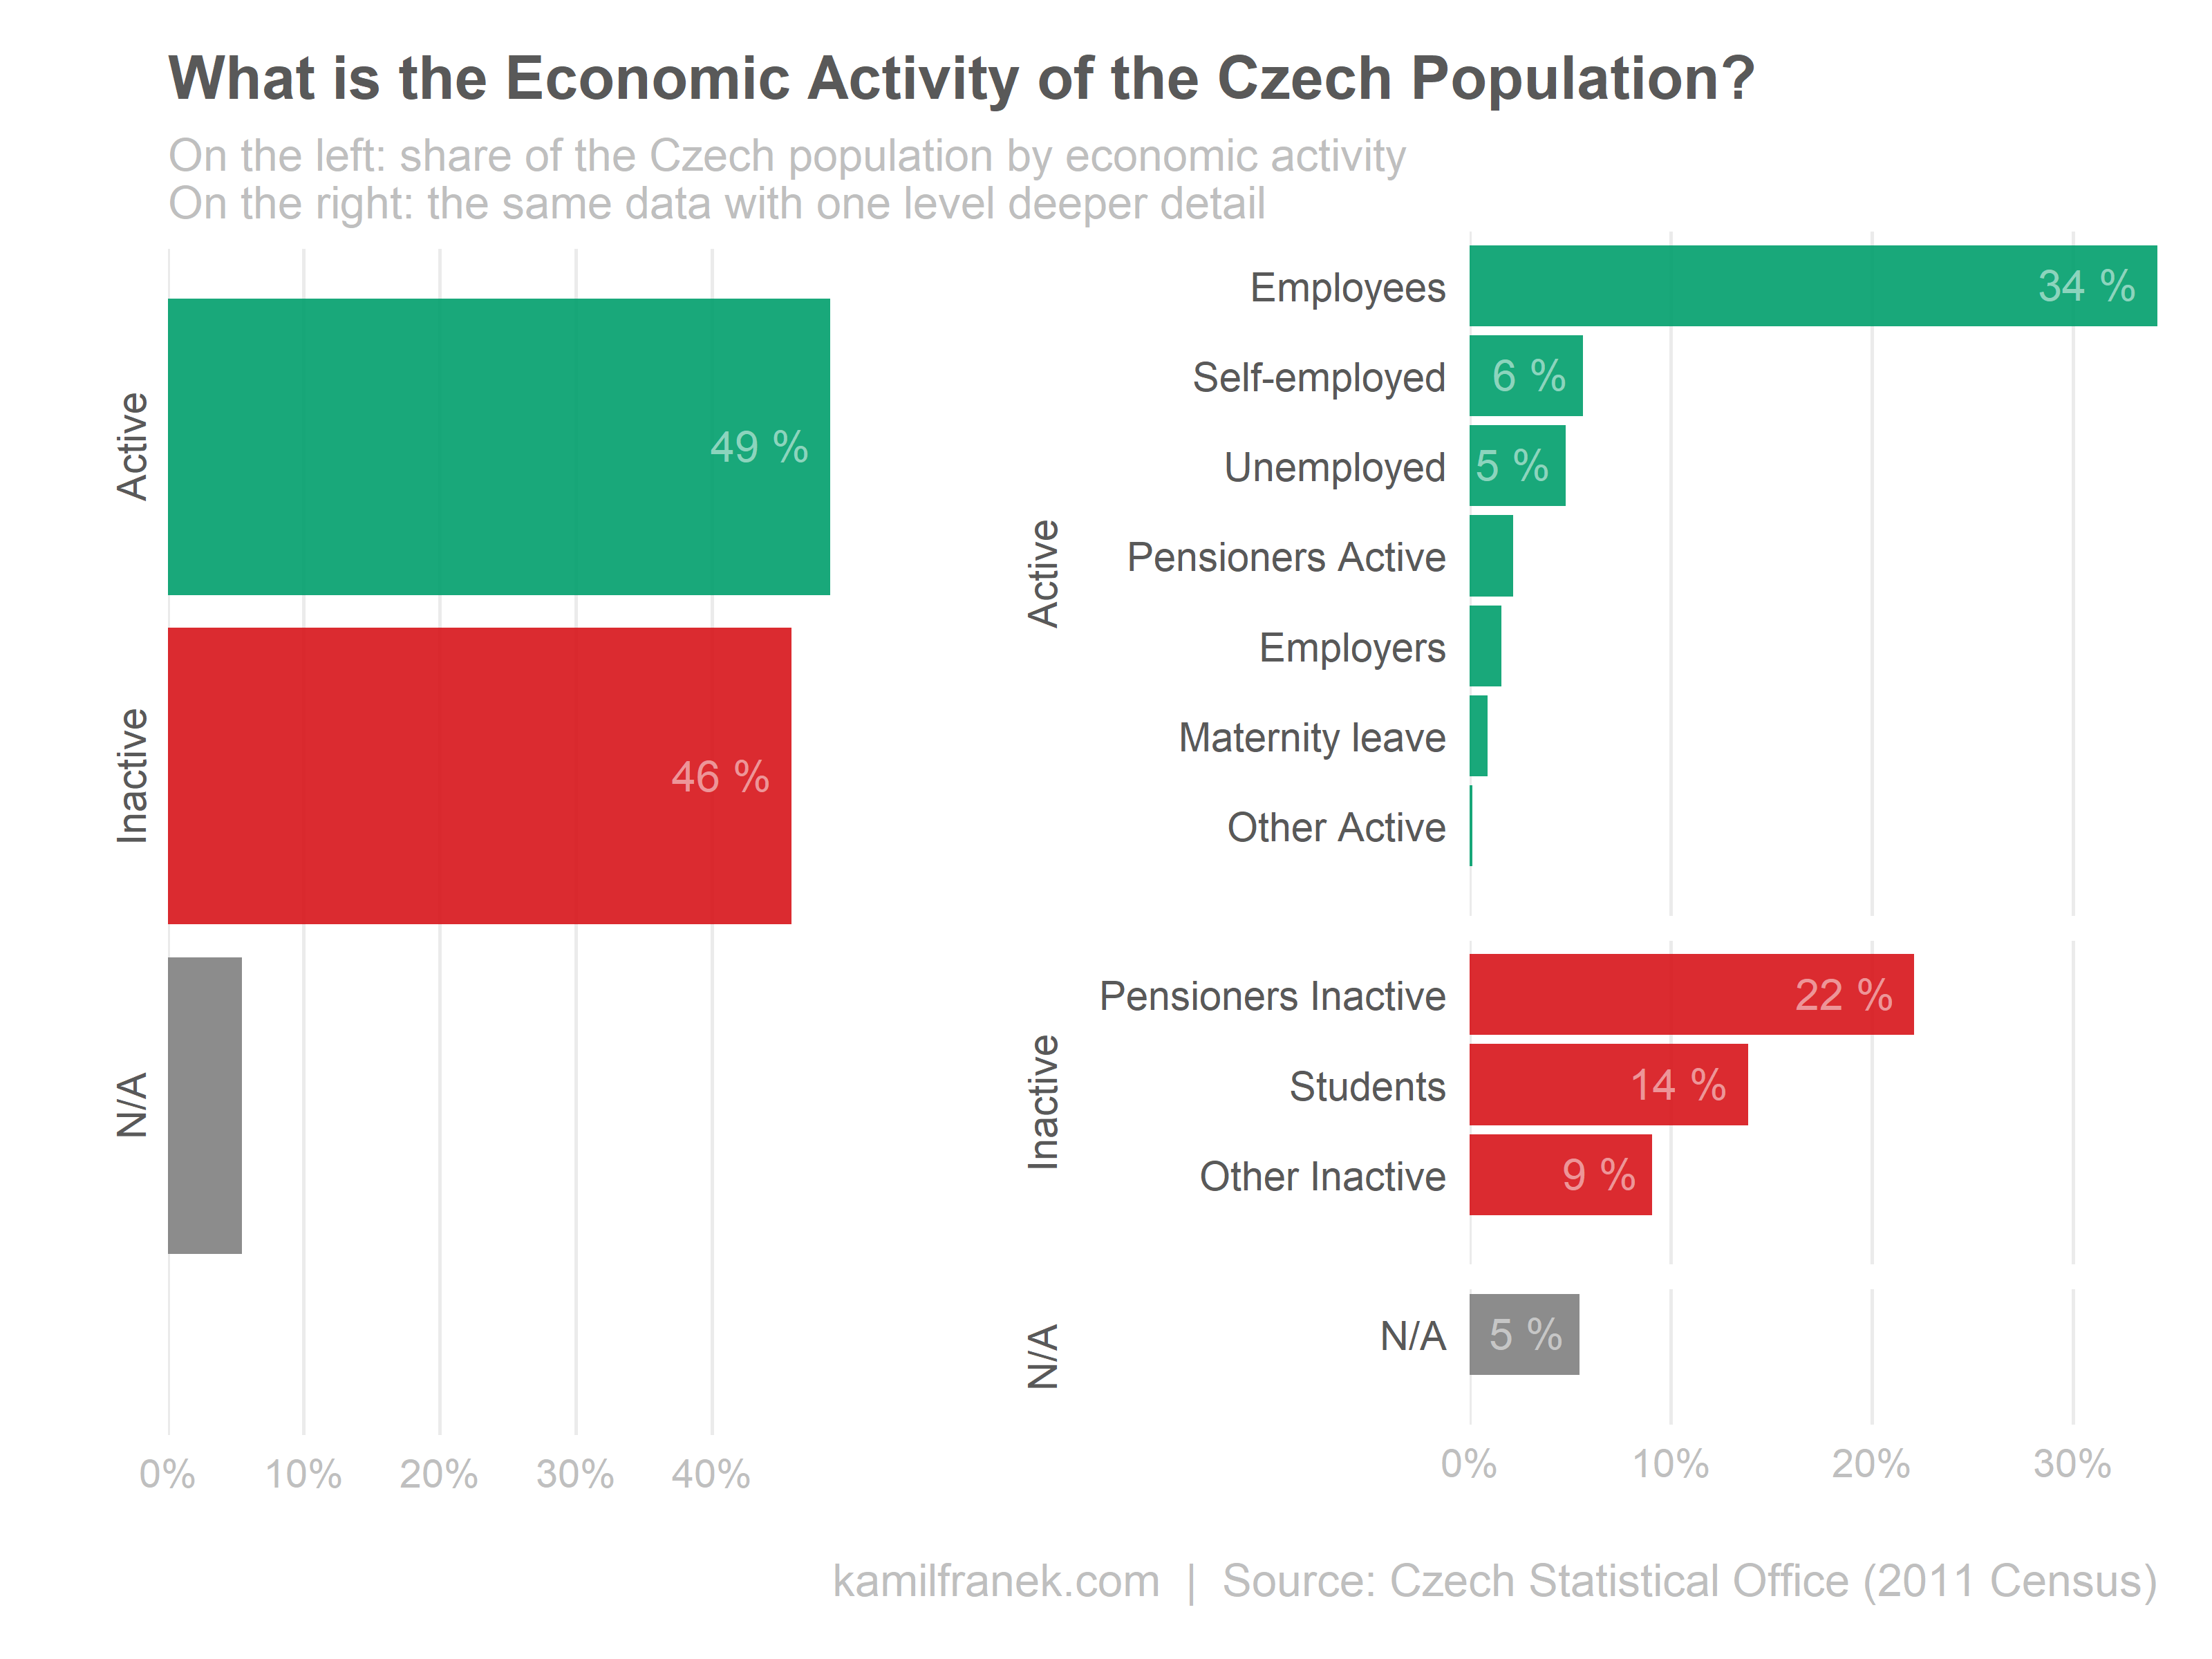 What is the Economic Activity of the Czech Population?
On the left: share of the Czech population by economic activity
On the right: the same data with one level deeper detail
Active
49 %
Inactive
46 %
N/A
0%
10%
20%
30%
40%
Active
Employees
34 %
Self-employed
6 %
Unemployed
5 %
Pensioners Active
Employers
Maternity leave
Other Active
Inactive
Pensioners Inactive
22 %
Students
14 %
Other Inactive
9 %
N/A
N/A
5 %
0%
10%
20%
30%
kamilfranek.com | Source: Czech Statistical Office (2011 Census)